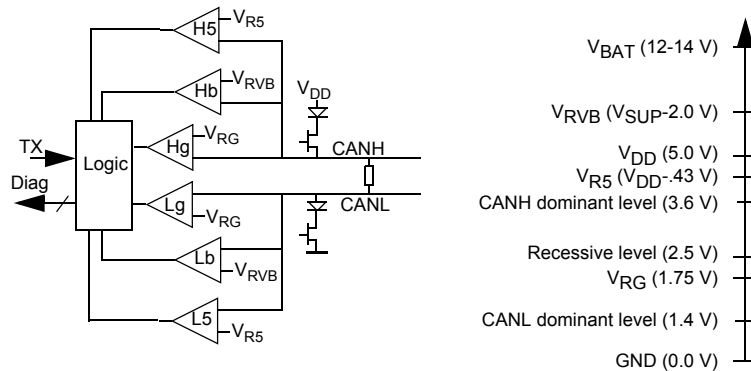 H5
VR5
Hb
VRVB
VDD
Hg
VRG
TX
Logic
CANH
Diag
Lg
CANL
VRG
Lb
VRVB
L5
VR5
VBAT (12-14 V)
VRVB (VSUP-2.0 V)
VDD (5.0 V)
VR5 (VDD-.43 V)
CANH dominant level (3.6 V)
Recessive level (2.5 V)
VRG (1.75 V)
CANL dominant level (1.4 V)
GND (0.0 V)